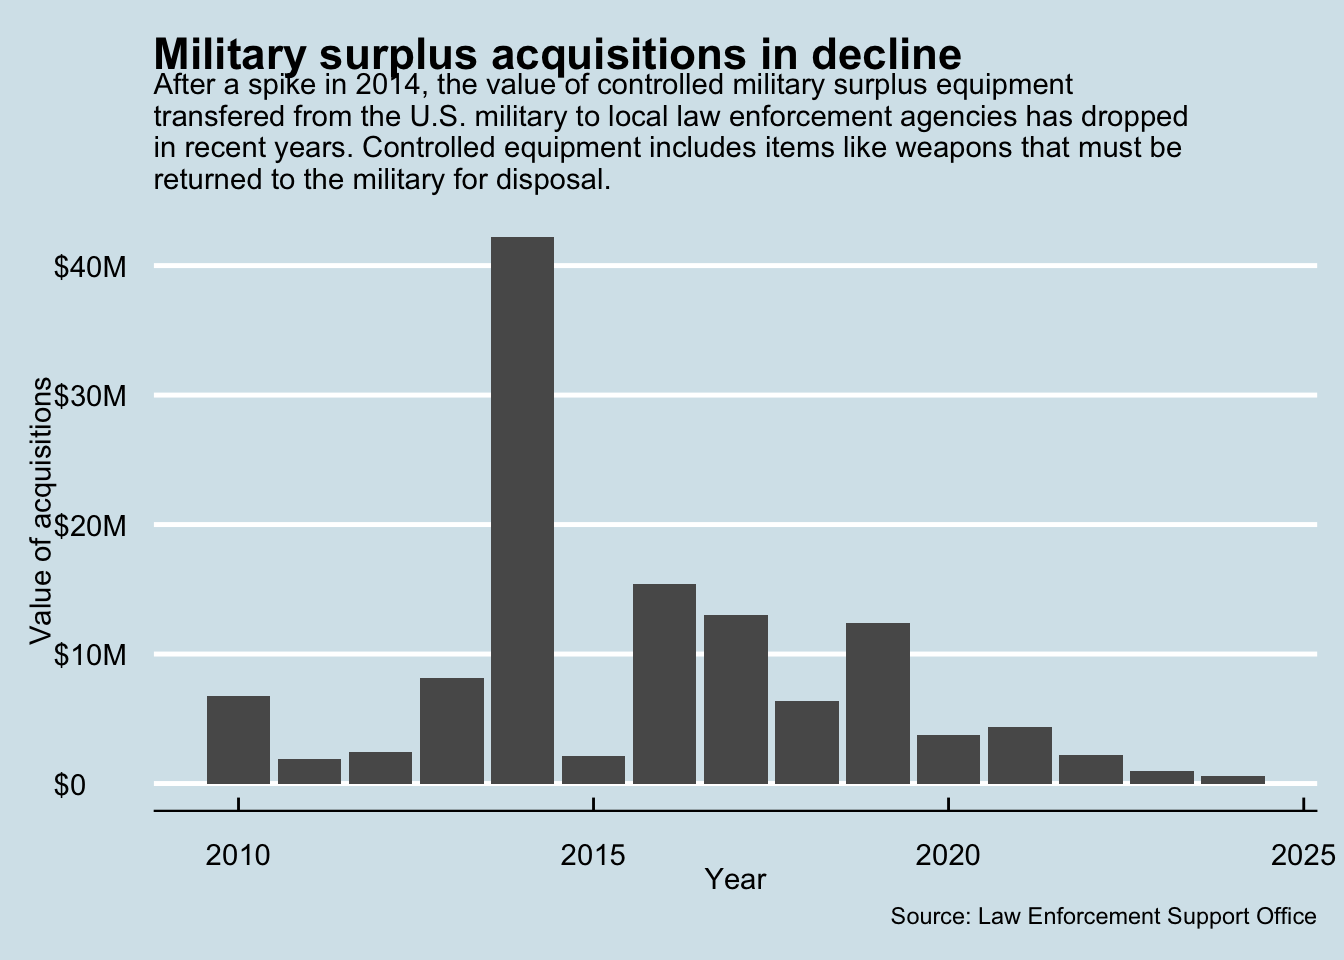 Military surplus acquisitions in decline
After a spike in 2014, the value of controlled military surplus equipment
transfered from the U.S. military to local law enforcement agencies has dropped
in recent years. Controlled equipment includes items like weapons that must be
returned to the military for disposal.
$40M
$30M
$20M
$10M
$0
Value of acquisitions
2010
2015
2020
2025
Year
Source: Law Enforcement Support Office